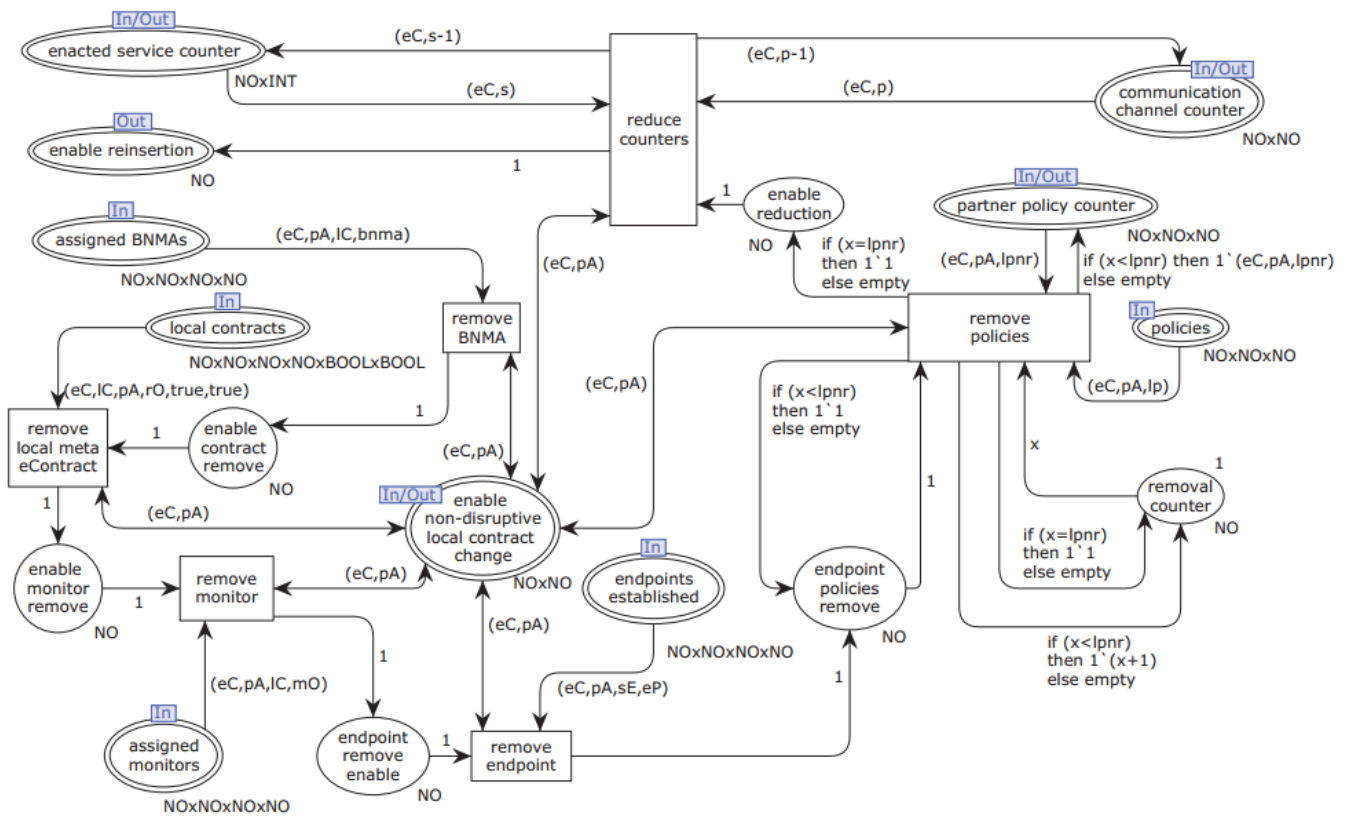 In/Out
enacted service counter
NOxINT
(eC,s-1)
(eC,s)
reduce
counters
(eC,p-1)
(eC,p)
In/Out
communication
channel counter
NOxNO
Out
enable reinsertion
NO
1
In
assigned BNMAs
NOxNOxNOxNO
(eC,pA,lC,bnma)
(eC,pA)
1
enable
reduction
NO
In/Out
partner policy counter
NOxNOxNO
if (x=lpnr)
then 1`1
else empty
(eC,pA,lpnr)
if (x<lpnr) then 1`(eC,pA,lpnr)
else empty
In
local contracts
NOxNOxNOxNOxBOOLxBOOL
remove
BNMA
remove
policies
In
policies
NOxNOxNO
(eC,pA,lp)
(eC,lC,pA,rO,true,true)
(eC,pA)
if (x<lpnr)
then 1`1
else empty
remove
local meta
eContract
1
enable
contract
remove
NO
1
(eC,pA)
x
1
removal
counter
NO
1
1
(eC,pA)
In/Out
enable
non-disruptive
local contract
change
NOxNO
if (x=lpnr)
then 1`1
else empty
enable
monitor
remove
NO
1
remove
monitor
(eC,pA)
In
endpoints
established
NOxNOxNOxNO
endpoint
policies
remove
NO
(eC,pA)
if (x<lpnr)
then 1`(x+1)
else empty
1
(eC,pA,lC,mO)
(eC,pA,sE,eP)
1
In
assigned
monitors
NOxNOxNOxNO
endpoint
remove
enable
NO
1
remove
endpoint